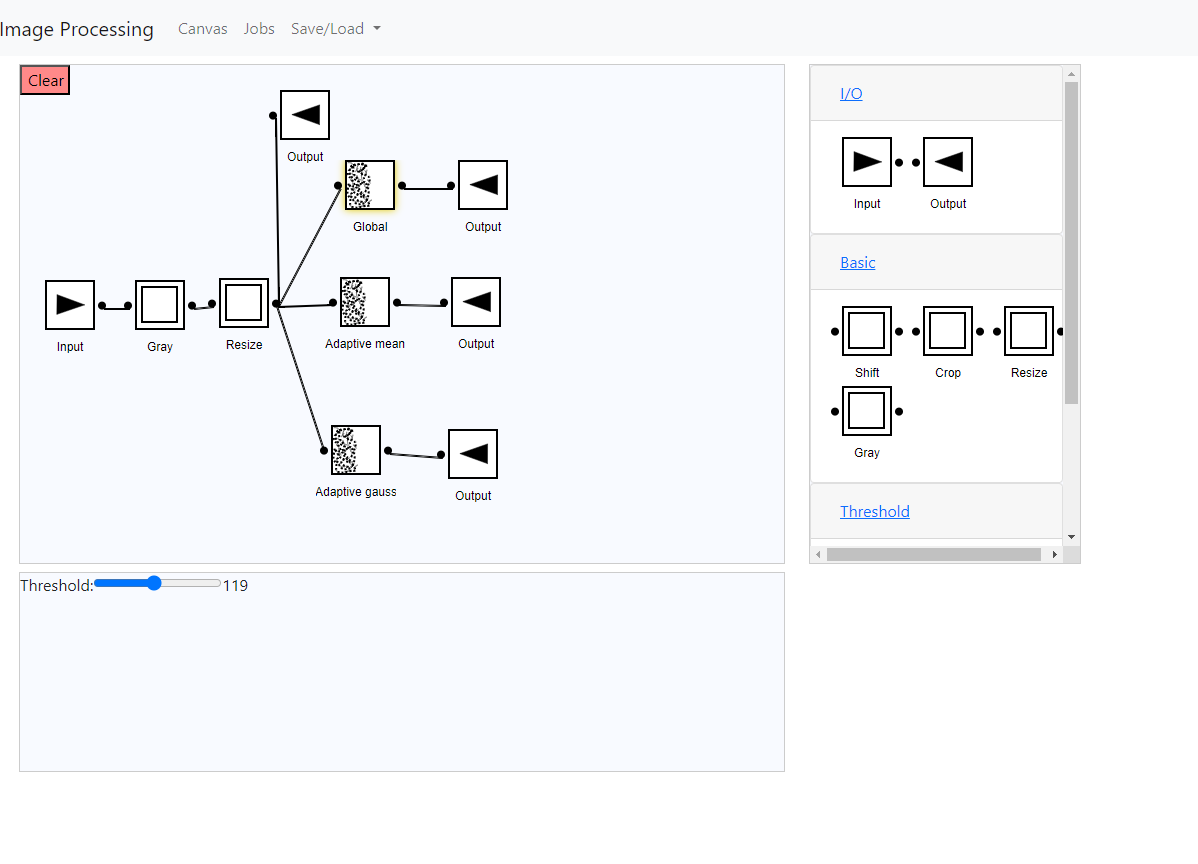 Image Processing Canvas Jobs Save/Load
Clear
Output
Global Output
Input Gray Resize Adaptive mean Output
Adaptive gauss Output
Threshold: 119
I/O
Input Output
Basic
Shift Crop Resize
Gray
Threshold